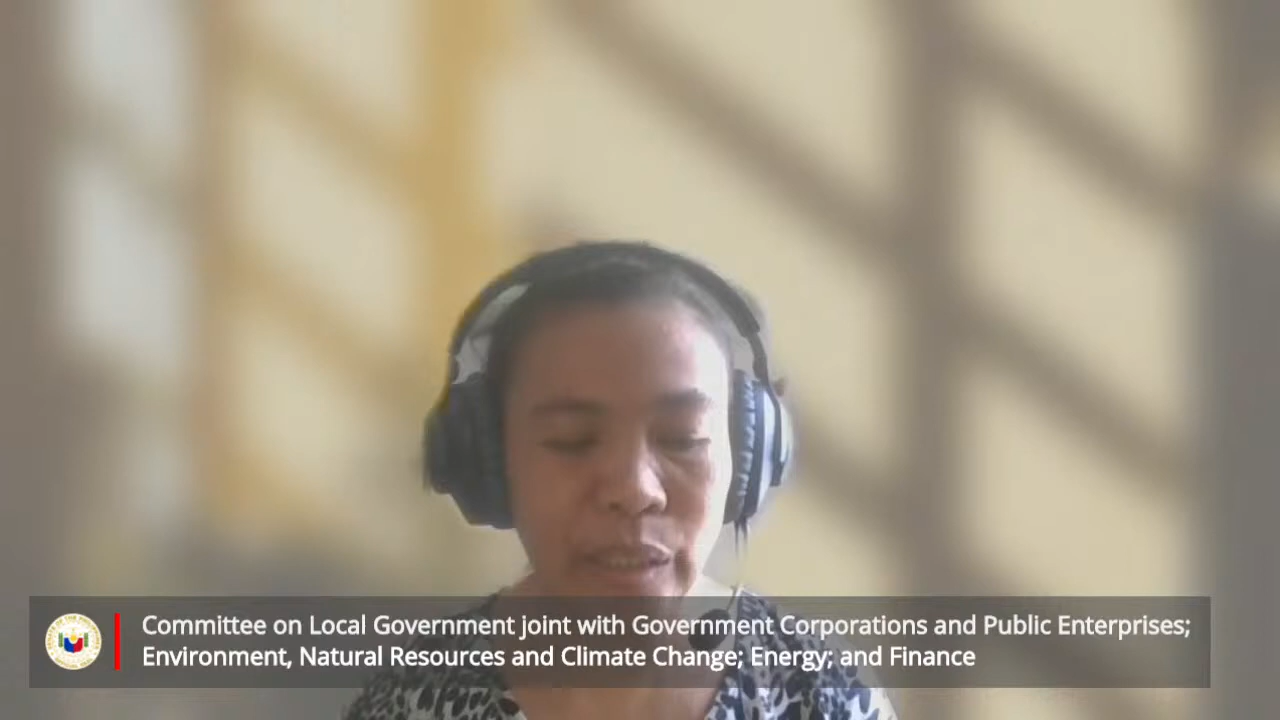 Committee on Local Government joint with Government Corporations and Public Enterprises;
Environment, Natural Resources and Climate Change; Energy; and Finance